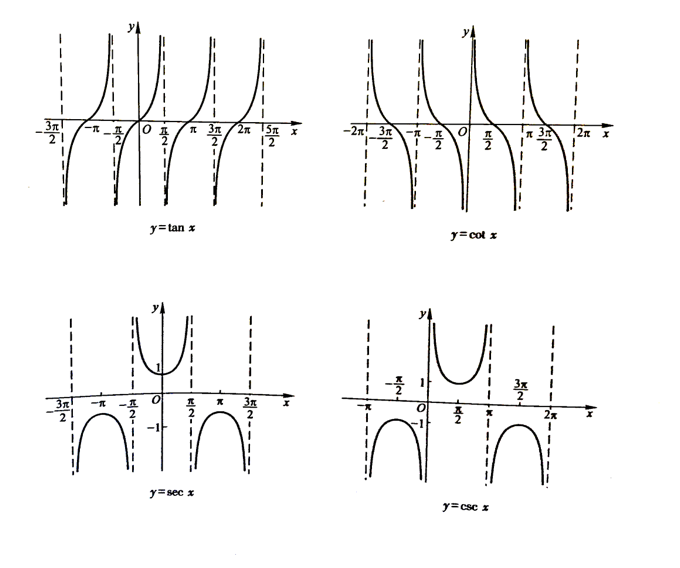 y
-3π/2 -π -π/2 O π/2 π 3π/2 2π 5π/2 x
y=tan x
y
-2π -3π/2 -π -π/2 O π/2 π 3π/2 2π x
y=cot x
y
1
-3π/2 -π -π/2 O π/2 π 3π/2 x
-1
y=sec x
y
1
-π -π/2 O π/2 π 3π/2 2π x
-1
y=csc x